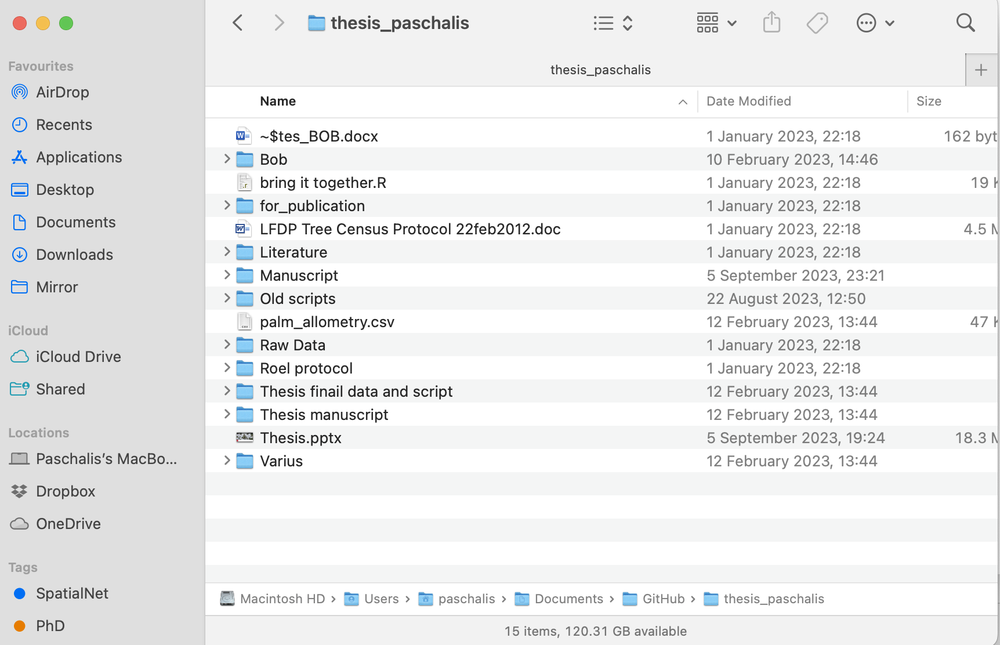 thesis_paschalis
thesis_paschalis
Favourites
AirDrop
Recents
Applications
Desktop
Documents
Downloads
Mirror
iCloud
iCloud Drive
Shared
Locations
Paschalis’s MacBo...
Dropbox
OneDrive
Tags
SpatialNet
PhD
Name Date Modified Size
~$tes_BOB.docx 1 January 2023, 22:18 162 byt
Bob 10 February 2023, 14:46
bring it together.R 1 January 2023, 22:18 19 K
for_publication 1 January 2023, 22:18
LFDP Tree Census Protocol 22feb2012.doc 1 January 2023, 22:18 4.5 M
Literature 1 January 2023, 22:18
Manuscript 5 September 2023, 23:21
Old scripts 22 August 2023, 12:50
palm_allometry.csv 12 February 2023, 13:44 47 K
Raw Data 1 January 2023, 22:18
Roel protocol 1 January 2023, 22:18
Thesis finail data and script 12 February 2023, 13:44
Thesis manuscript 12 February 2023, 13:44
Thesis.pptx 5 September 2023, 19:24 18.3 M
Varius 12 February 2023, 13:44
Macintosh HD › Users › paschalis › Documents › GitHub › thesis_paschalis
15 items, 120.31 GB available